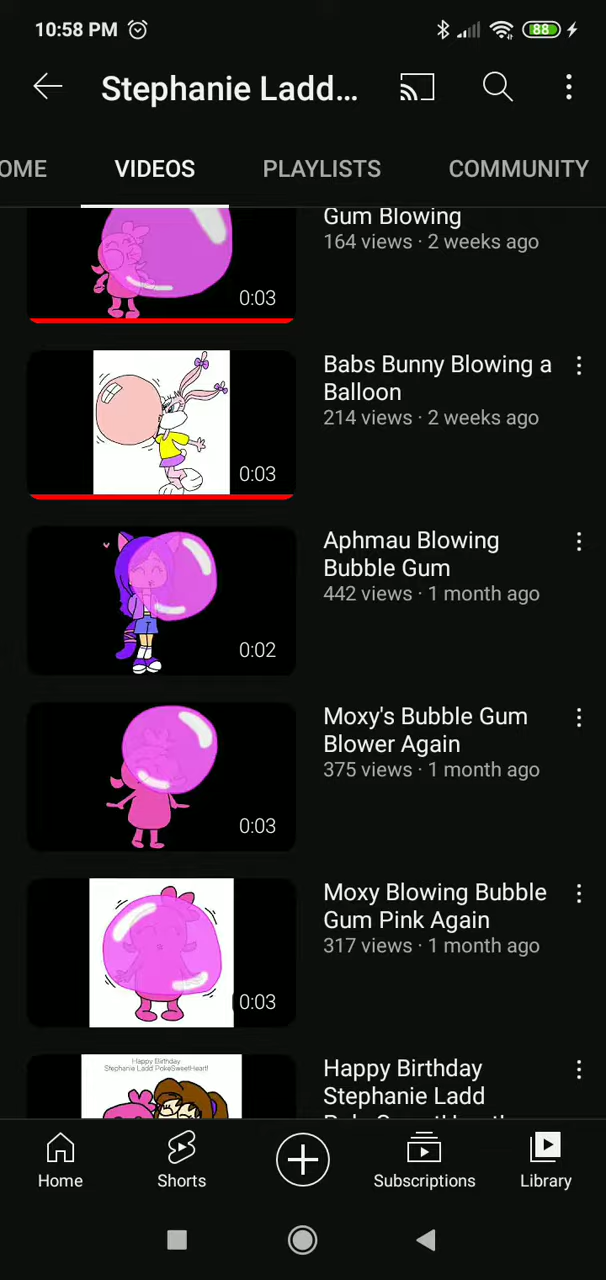 10:58 PM
88
Stephanie Ladd...
OME
VIDEOS
PLAYLISTS
COMMUNITY
Gum Blowing
164 views · 2 weeks ago
0:03
Babs Bunny Blowing a
Balloon
214 views · 2 weeks ago
0:03
Aphmau Blowing
Bubble Gum
442 views · 1 month ago
0:02
Moxy's Bubble Gum
Blower Again
375 views · 1 month ago
0:03
Moxy Blowing Bubble
Gum Pink Again
317 views · 1 month ago
0:03
Happy Birthday
Stephanie Ladd PokeSweetHeart!
Happy Birthday
Stephanie Ladd
PokeSweetHeart!
Home
Shorts
Subscriptions
Library